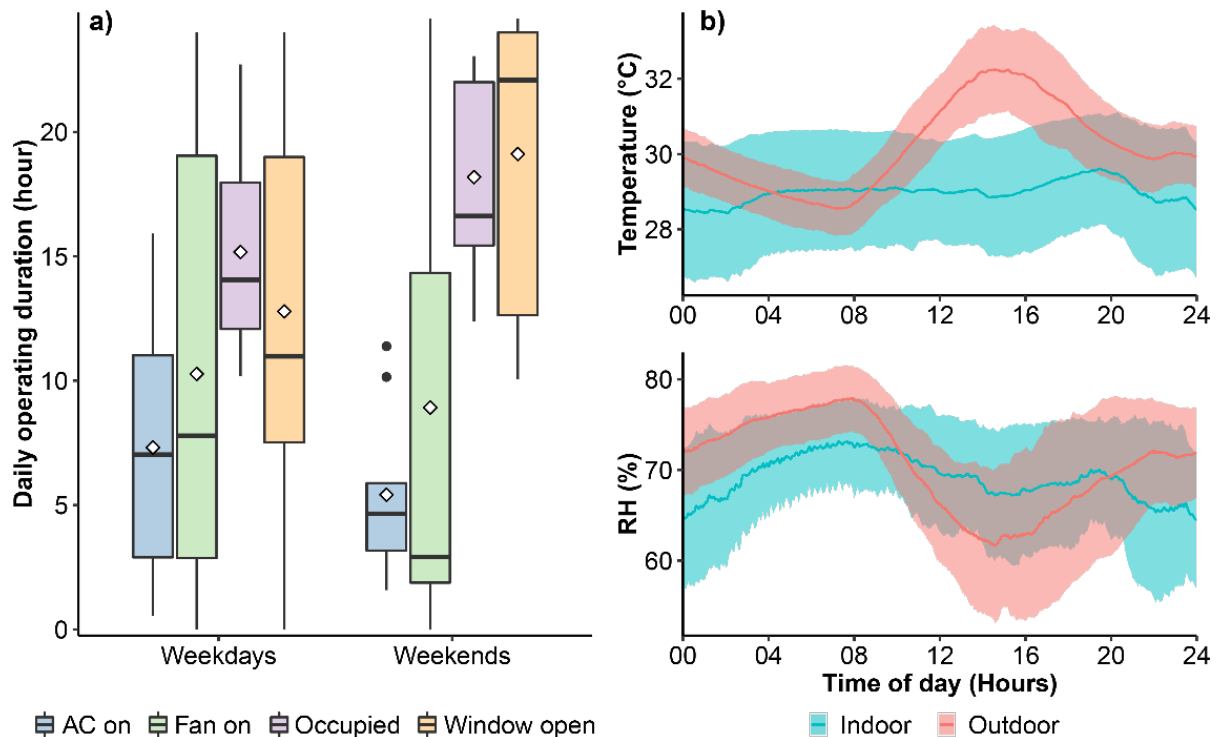 a)
Daily operating duration (hour)
20
15
10
5
0
Weekdays Weekends
AC on Fan on Occupied Window open
b)
Temperature (°C)
32
30
28
00 04 08 12 16 20 24
RH (%)
80
70
60
00 04 08 12 16 20 24
Time of day (Hours)
Indoor Outdoor